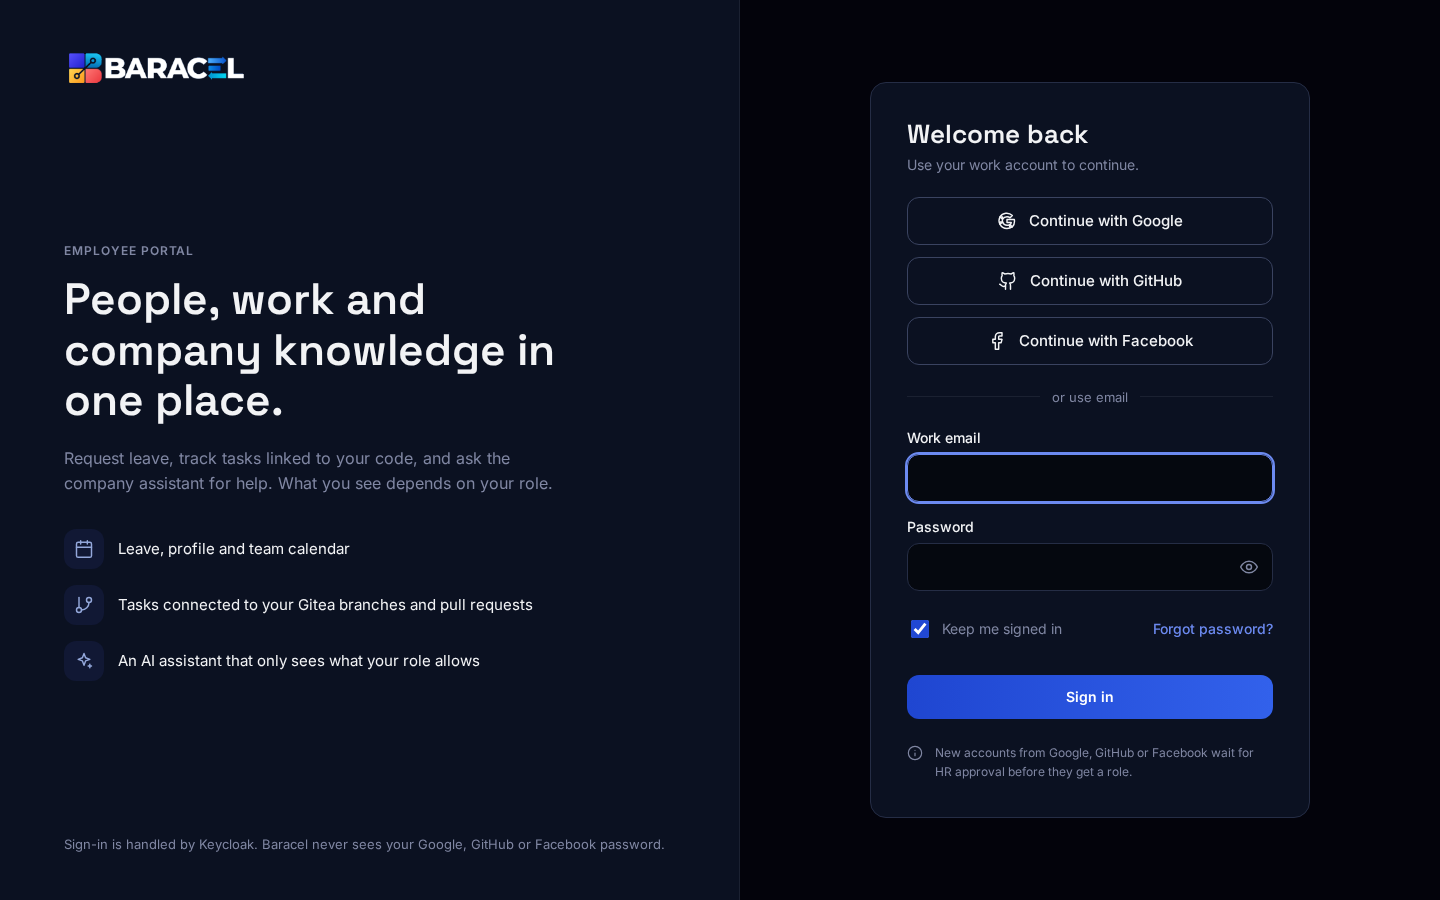 BARACEL
EMPLOYEE PORTAL
People, work and
company knowledge in
one place.
Request leave, track tasks linked to your code, and ask the
company assistant for help. What you see depends on your role.
Leave, profile and team calendar
Tasks connected to your Gitea branches and pull requests
An AI assistant that only sees what your role allows
Sign-in is handled by Keycloak. Baracel never sees your Google, GitHub or Facebook password.
Welcome back
Use your work account to continue.
Continue with Google
Continue with GitHub
Continue with Facebook
or use email
Work email
Password
Keep me signed in
Forgot password?
Sign in
New accounts from Google, GitHub or Facebook wait for
HR approval before they get a role.